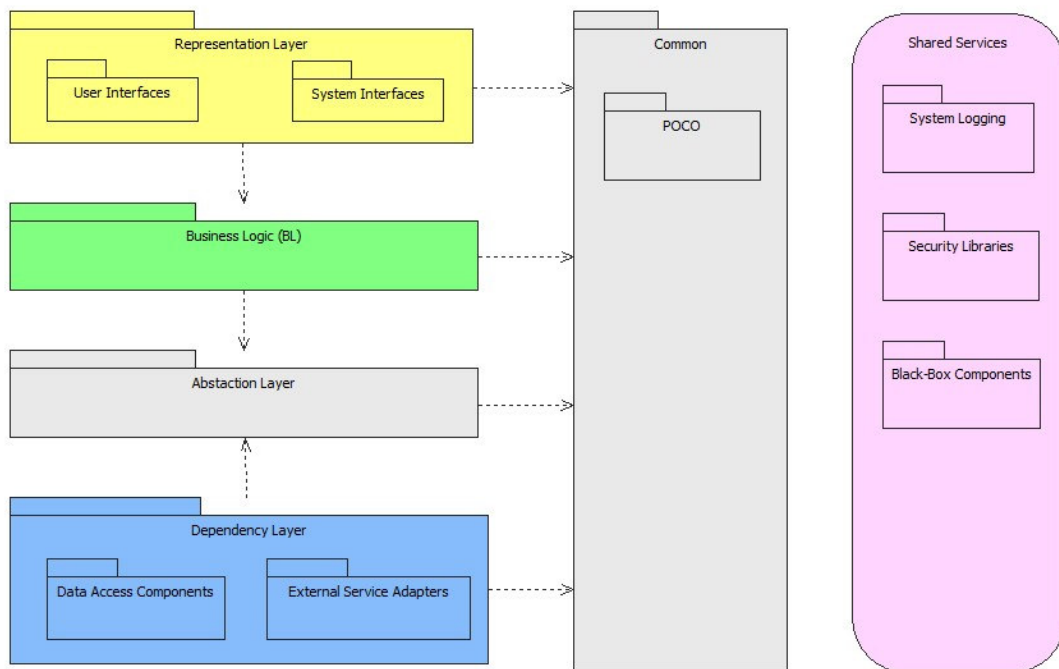 Representation Layer
User Interfaces
System Interfaces
Common
POCO
Shared Services
System Logging
Business Logic (BL)
Security Libraries
Abstaction Layer
Black-Box Components
Dependency Layer
Data Access Components
External Service Adapters